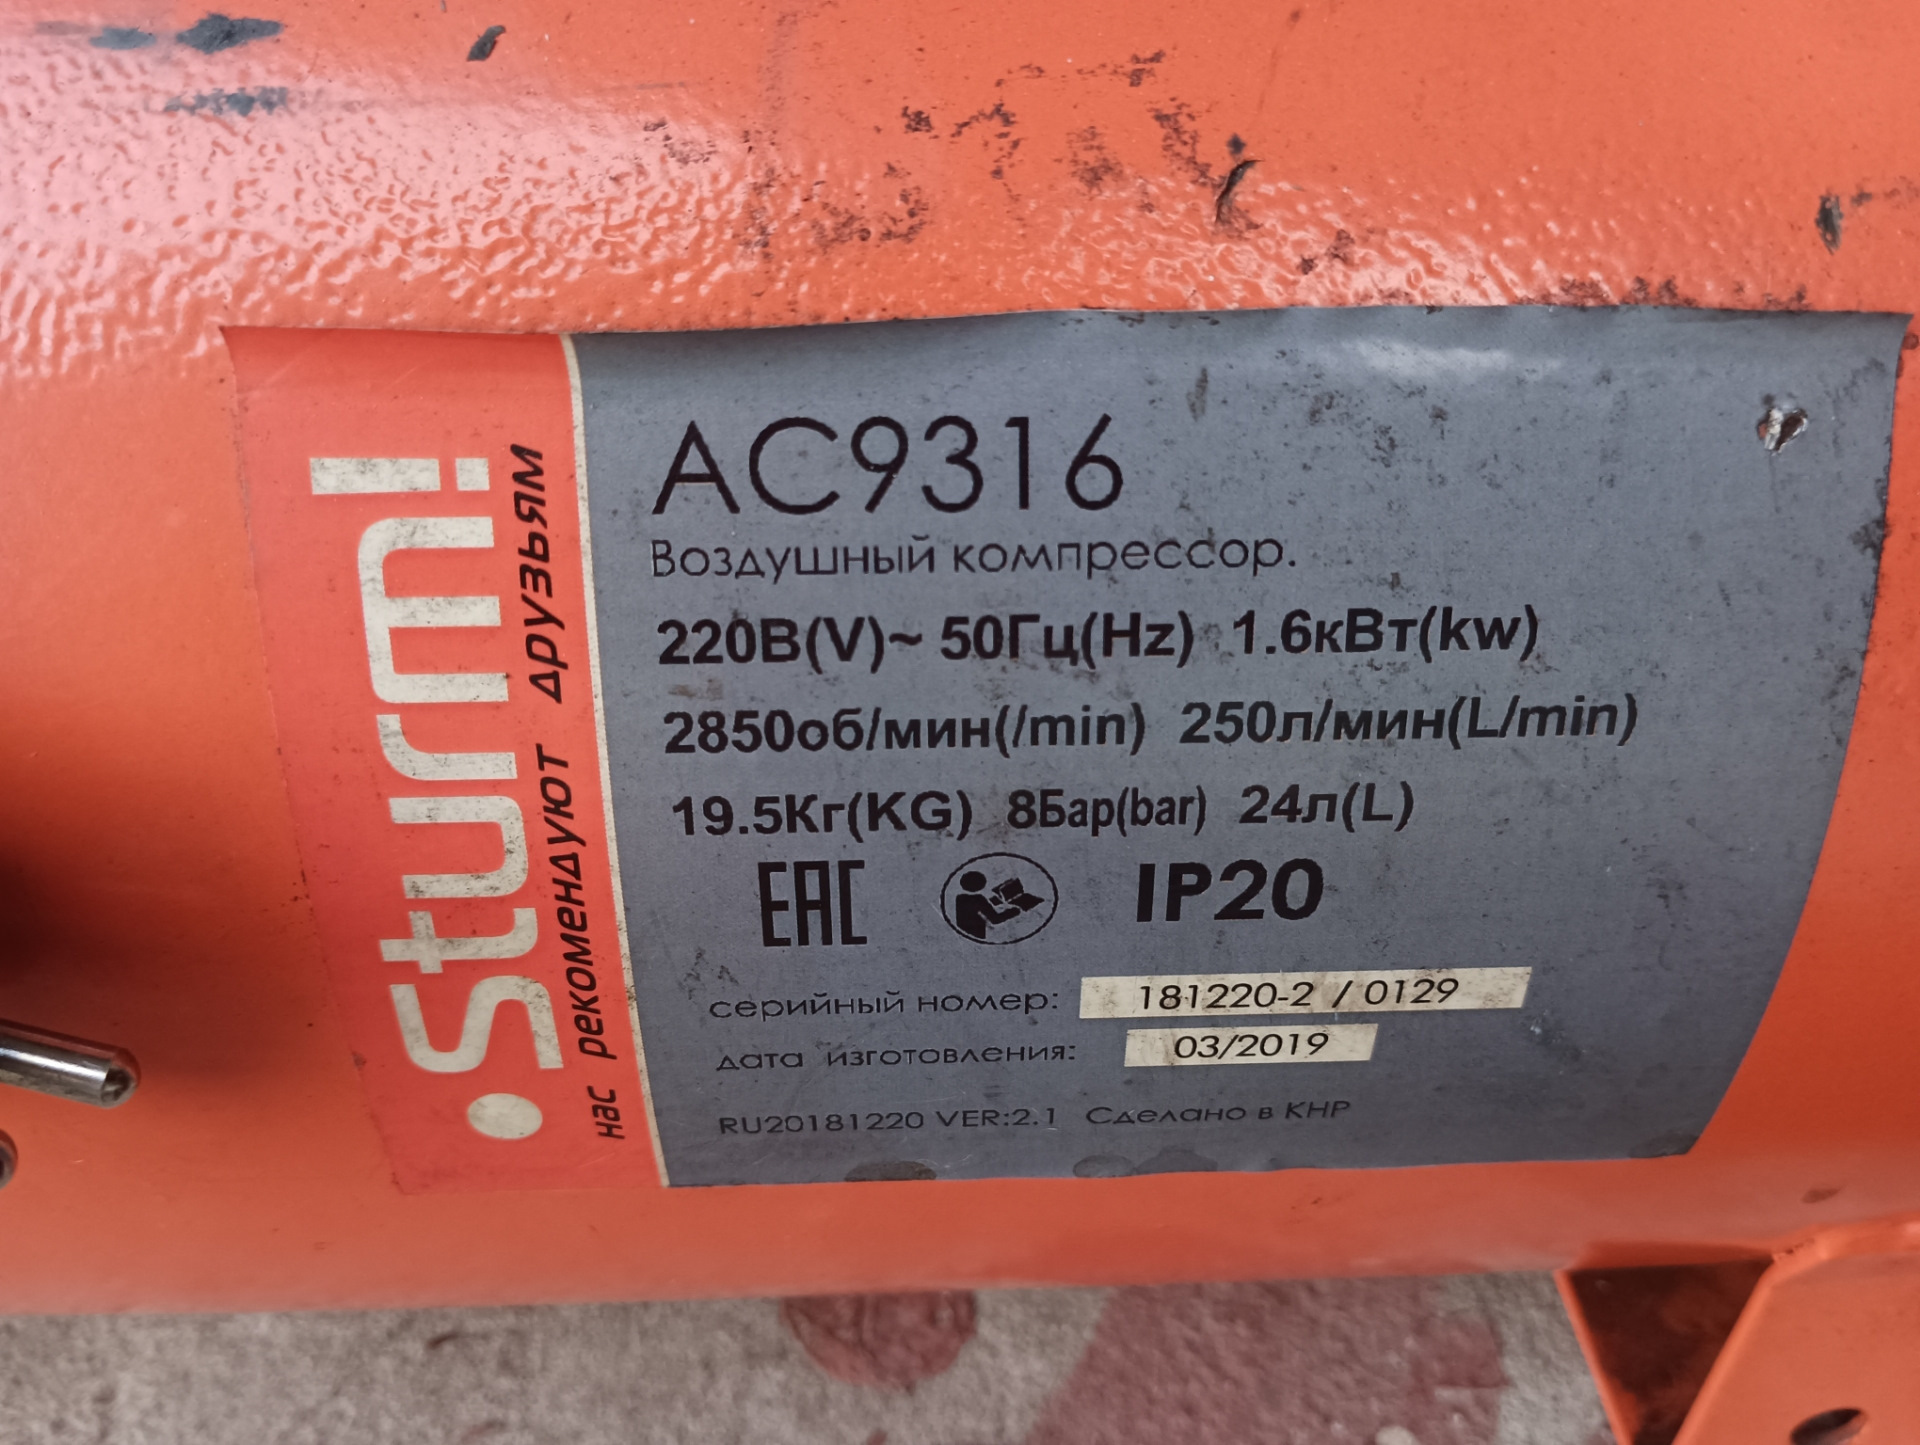 Sturm!
нас рекомендуют друзьям
AC9316
Воздушный компрессор.
220В(V)~ 50Гц(Hz) 1.6кВт(kw)
2850об/мин(/min) 250л/мин(L/min)
19.5Кг(KG) 8Бар(bar) 24л(L)
EAC IP20
серийный номер: 181220-2 / 0129
дата изготовления: 03/2019
RU20181220 VER:2.1 Сделано в КНР